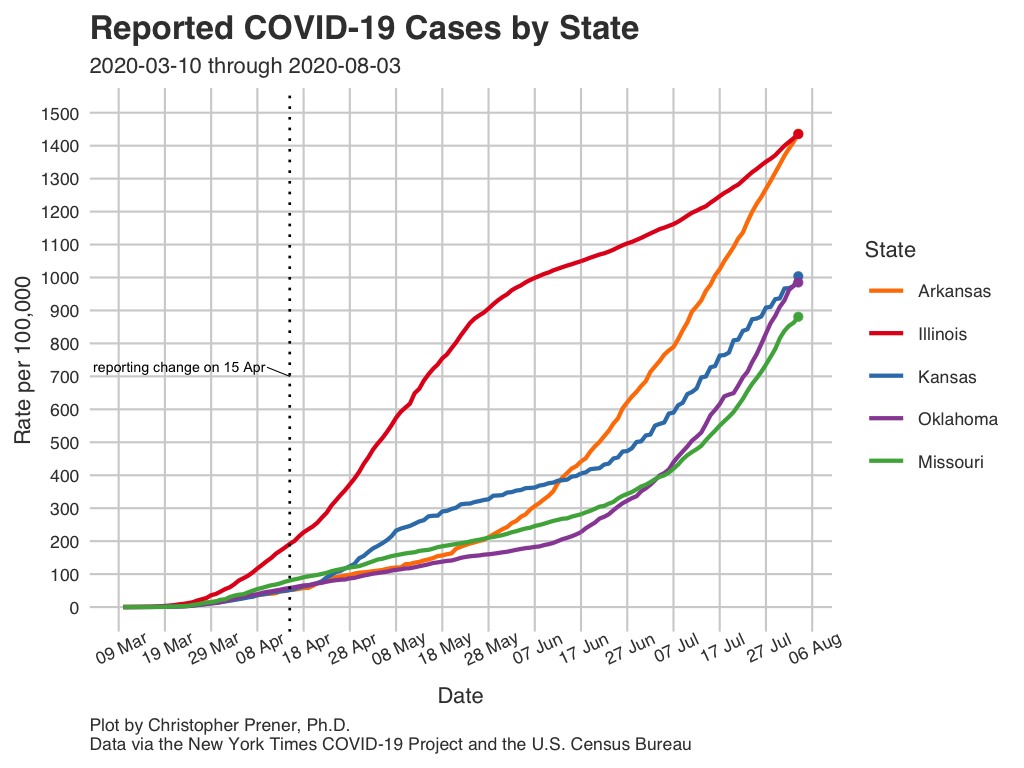 Reported COVID-19 Cases by State
2020-03-10 through 2020-08-03
1500
1400
1300
1200
1100
1000
900
800
700
600
500
400
300
200
100
0
Rate per 100,000
reporting change on 15 Apr
09 Mar
19 Mar
29 Mar
08 Apr
18 Apr
28 Apr
08 May
18 May
28 May
07 Jun
17 Jun
27 Jun
07 Jul
17 Jul
27 Jul
06 Aug
Date
State
Arkansas
Illinois
Kansas
Oklahoma
Missouri
Plot by Christopher Prener, Ph.D.
Data via the New York Times COVID-19 Project and the U.S. Census Bureau